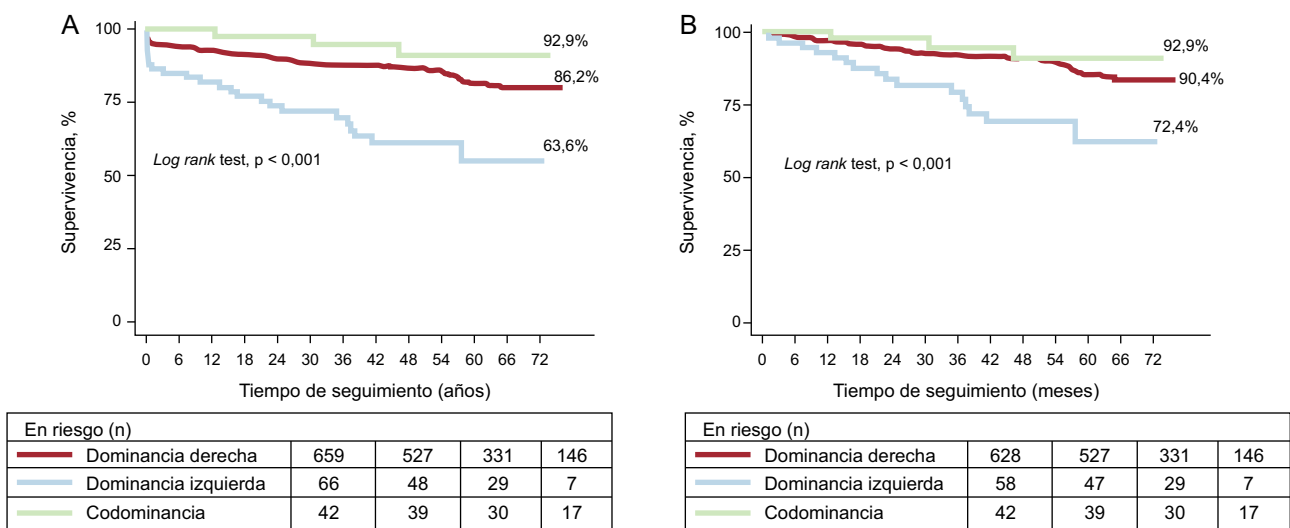 A
100
75
50
25
0
Supervivencia, %
92,9%
86,2%
63,6%
Log rank test, p < 0,001
0 6 12 18 24 30 36 42 48 54 60 66 72
Tiempo de seguimiento (años)
En riesgo (n)
Dominancia derecha 659 527 331 146
Dominancia izquierda 66 48 29 7
Codominancia 42 39 30 17
B
100
75
50
25
0
Supervivencia, %
92,9%
90,4%
72,4%
Log rank test, p < 0,001
0 6 12 18 24 30 36 42 48 54 60 66 72
Tiempo de seguimiento (meses)
En riesgo (n)
Dominancia derecha 628 527 331 146
Dominancia izquierda 58 47 29 7
Codominancia 42 39 30 17